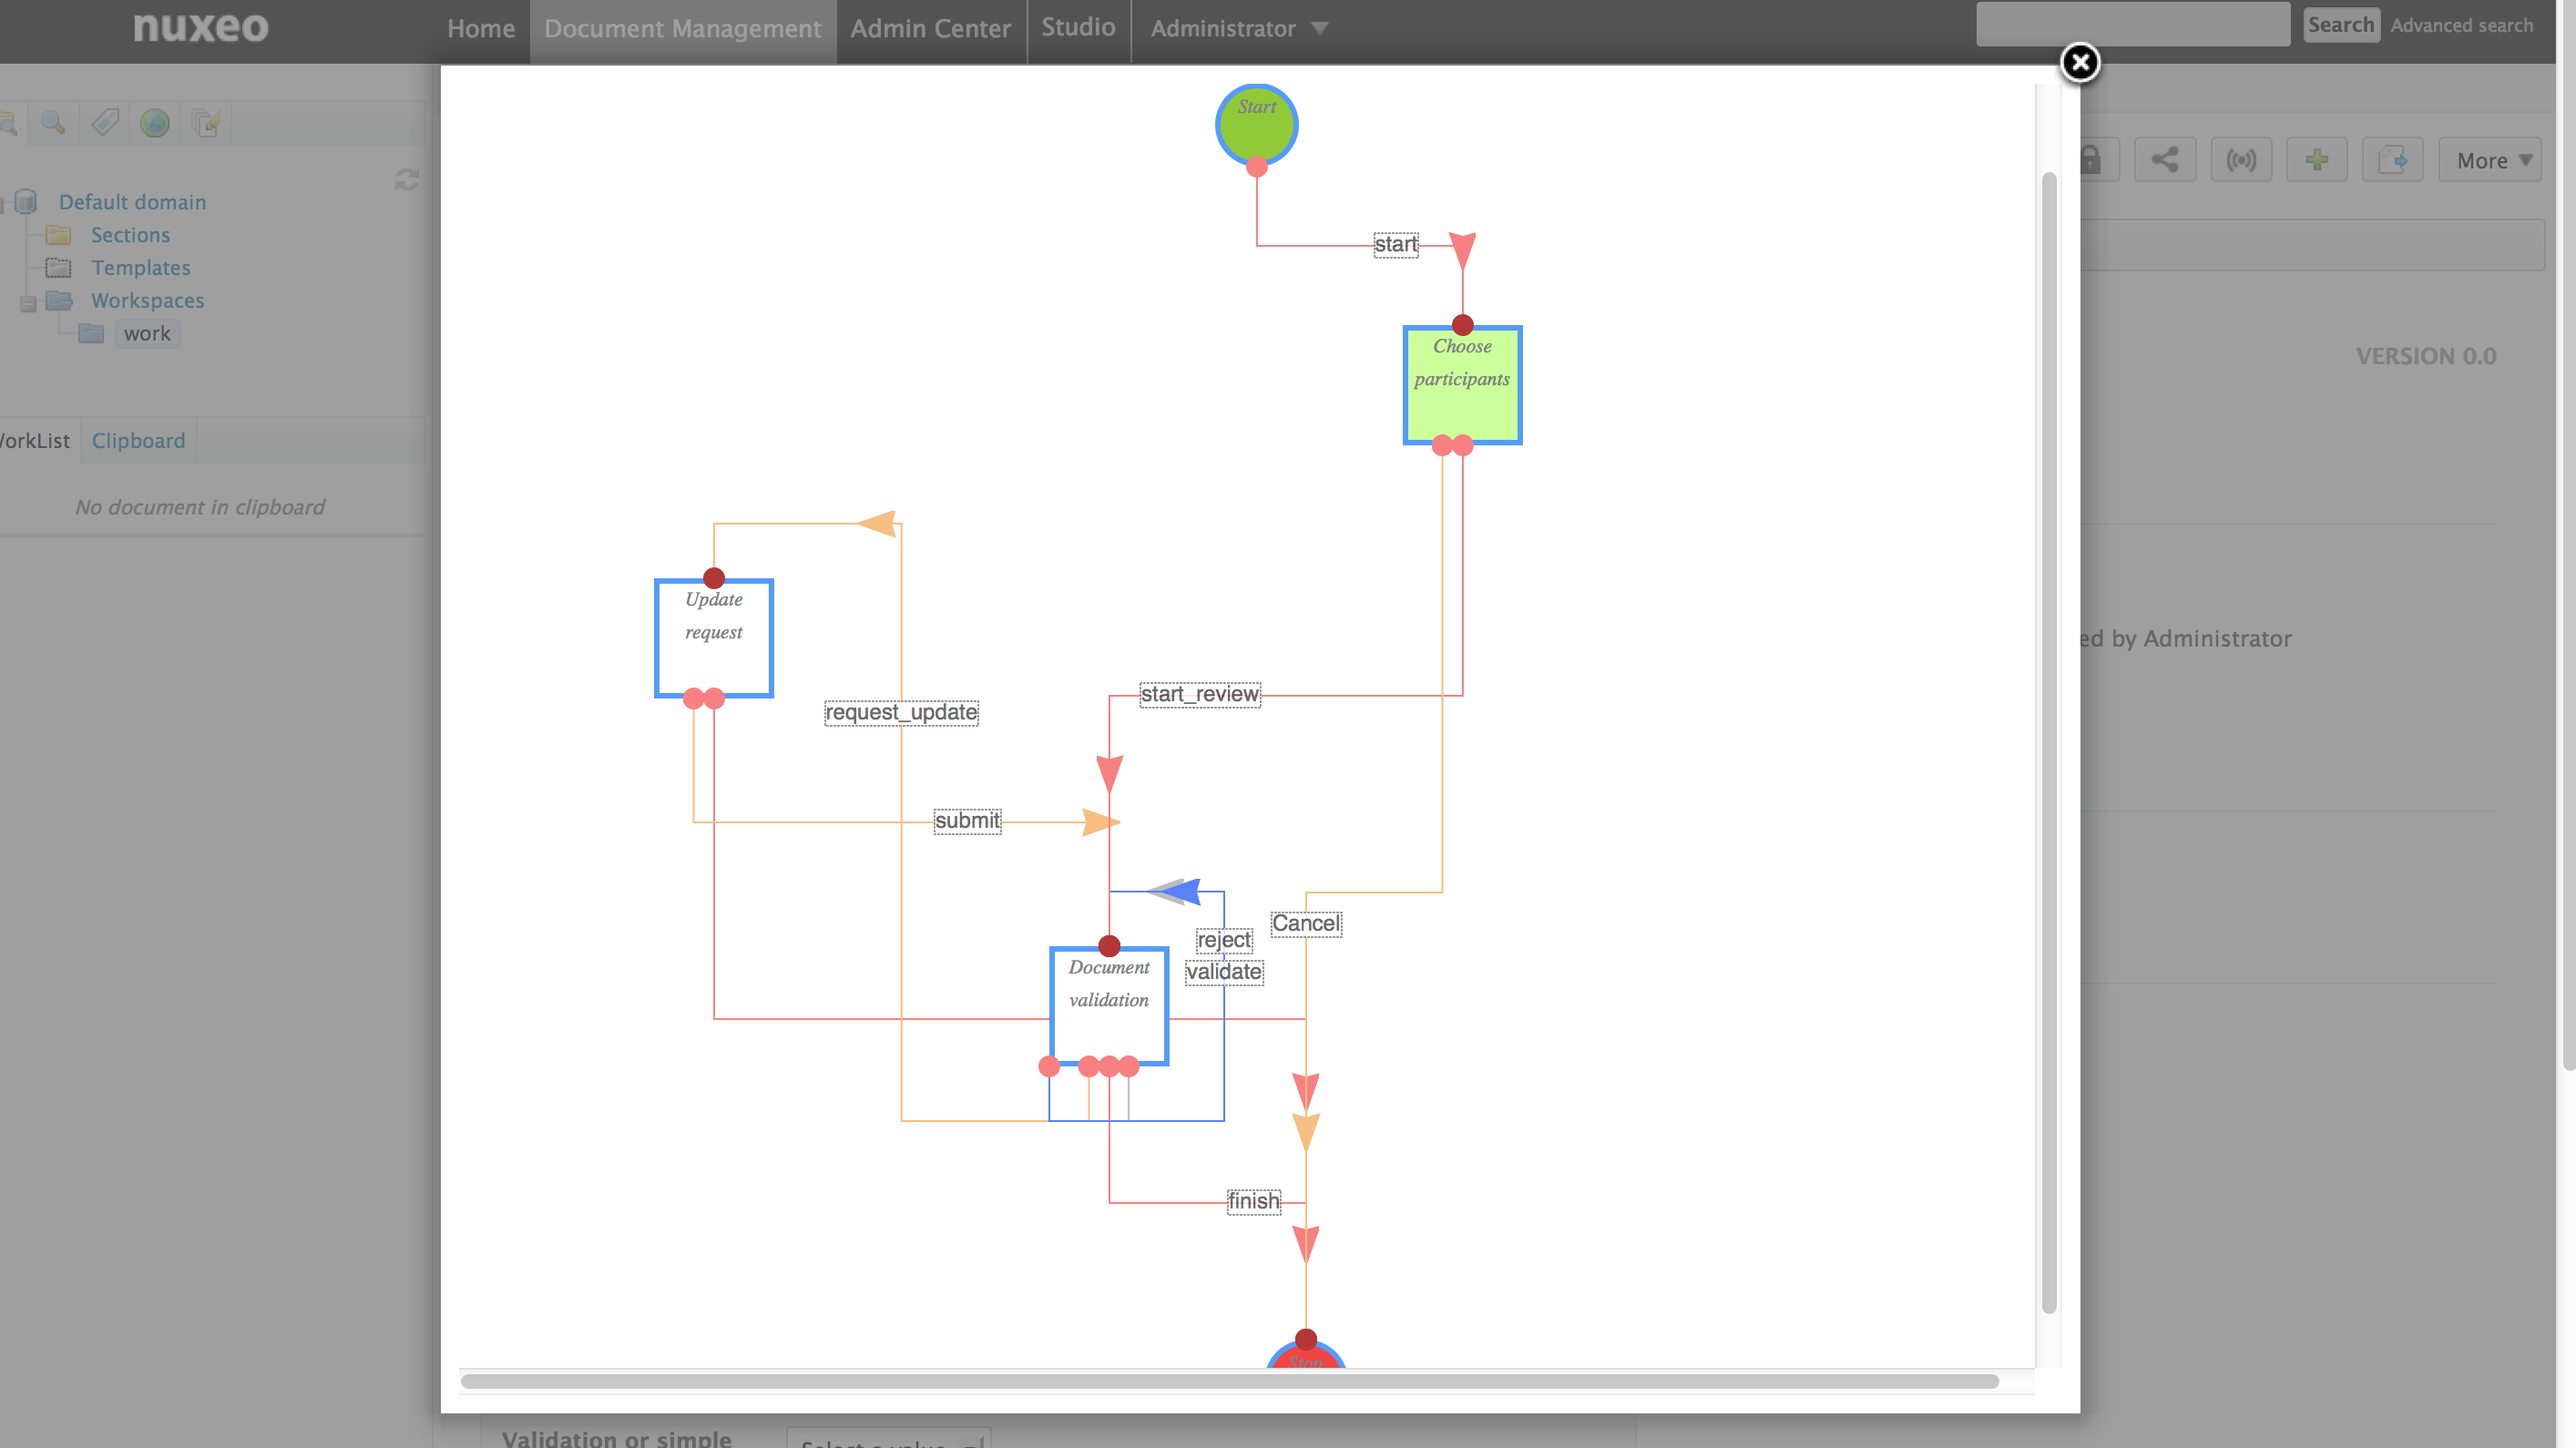 nuxeo
Home
Document Management
Admin Center
Studio
Administrator
Search
Advanced search
More
Default domain
Sections
Templates
Workspaces
work
VERSION 0.0
WorkList
Clipboard
No document in clipboard
ed by Administrator
Start
start
Choose
participants
Update
request
start_review
request_update
submit
Cancel
reject
validate
Document
validation
finish
Stop
Validation or simple
Select a value